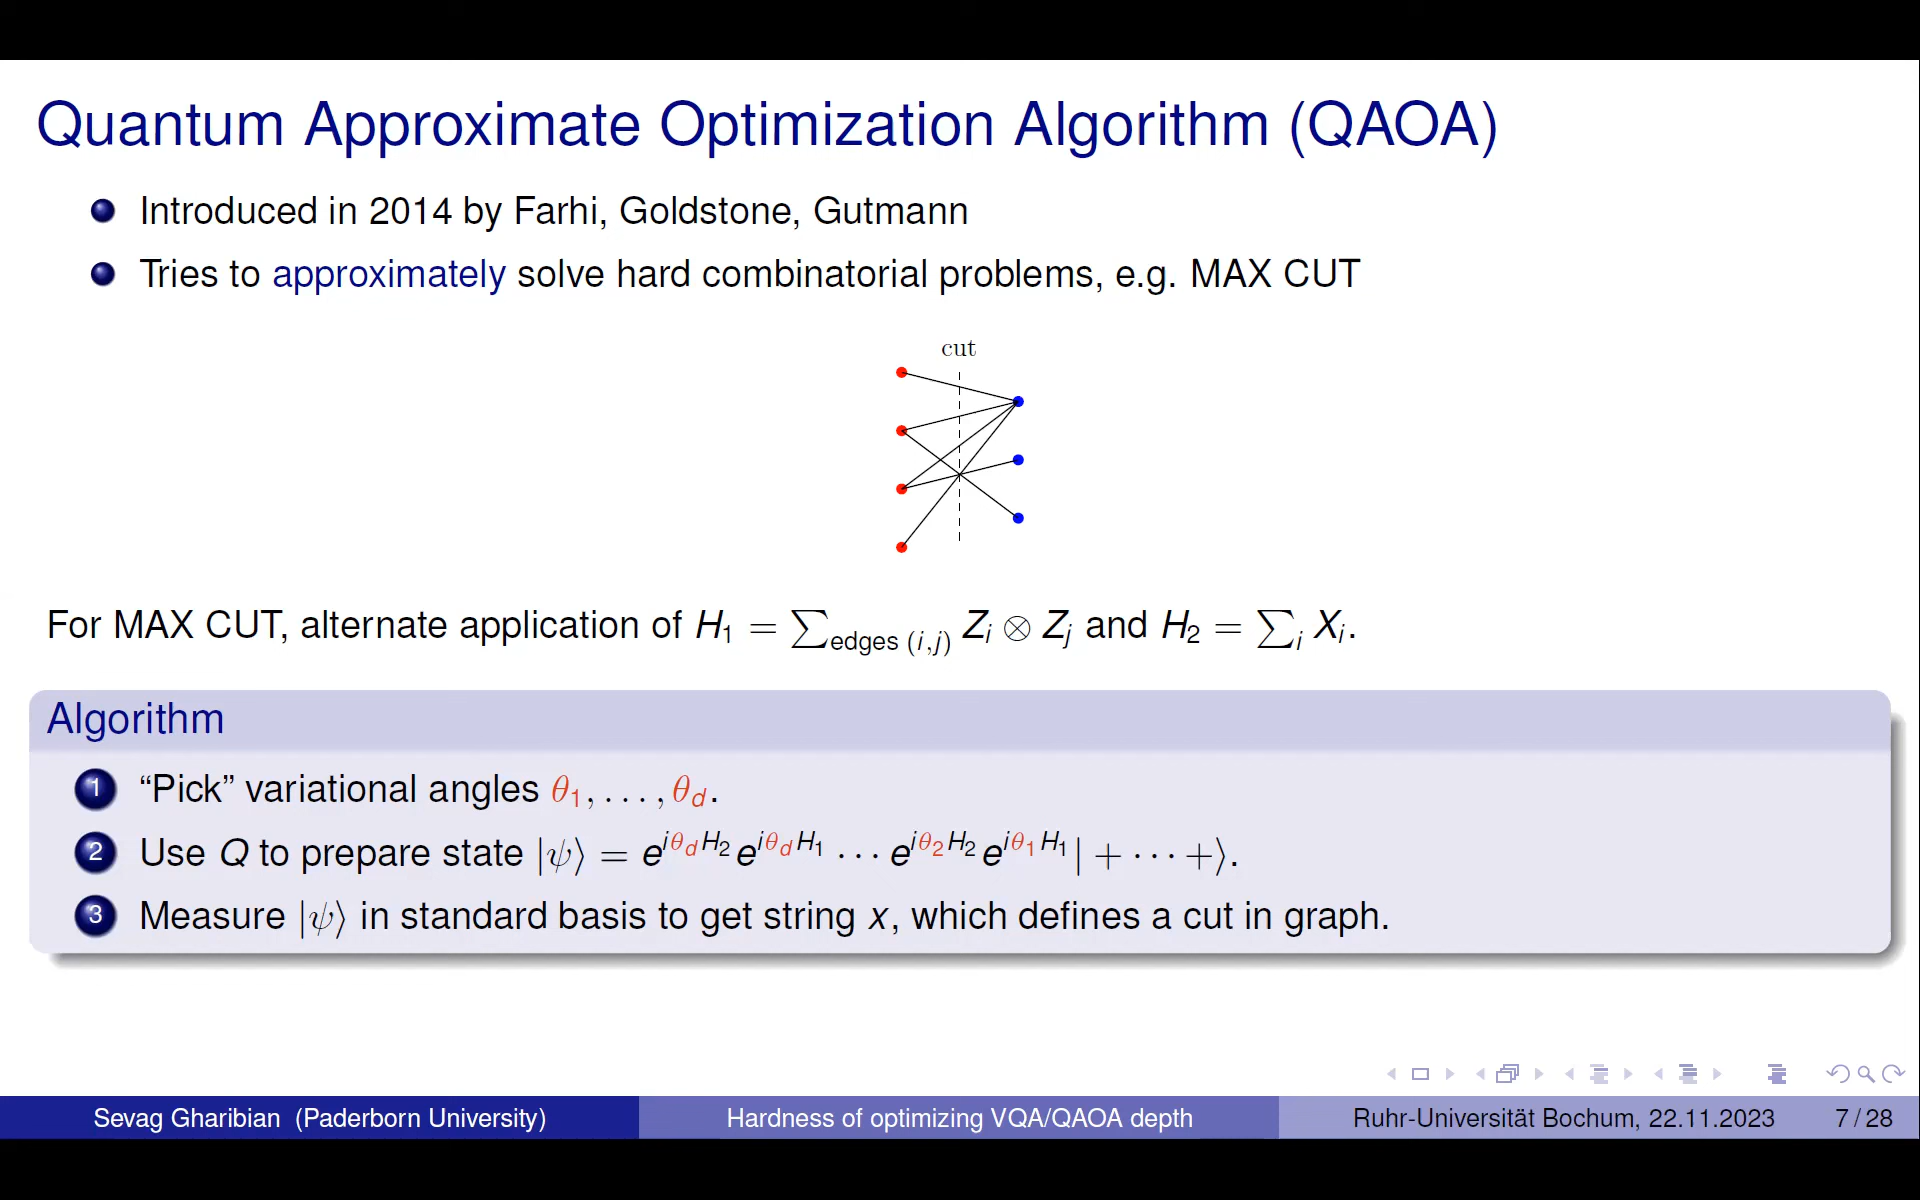 Quantum Approximate Optimization Algorithm (QAOA)
Introduced in 2014 by Farhi, Goldstone, Gutmann
Tries to approximately solve hard combinatorial problems, e.g. MAX CUT
cut
For MAX CUT, alternate application of H₁ = ∑_{edges (i,j)} Z_i ⊗ Z_j and H₂ = ∑_i X_i.
Algorithm
1 “Pick” variational angles θ₁, . . . , θ_d.
2 Use Q to prepare state |ψ⟩ = e^{iθ_d H₂} e^{iθ_d H₁} ⋯ e^{iθ₂ H₂} e^{iθ₁ H₁} | + ⋯ +⟩.
3 Measure |ψ⟩ in standard basis to get string x, which defines a cut in graph.
Sevag Gharibian (Paderborn University) Hardness of optimizing VQA/QAOA depth Ruhr-Universität Bochum, 22.11.2023 7 / 28